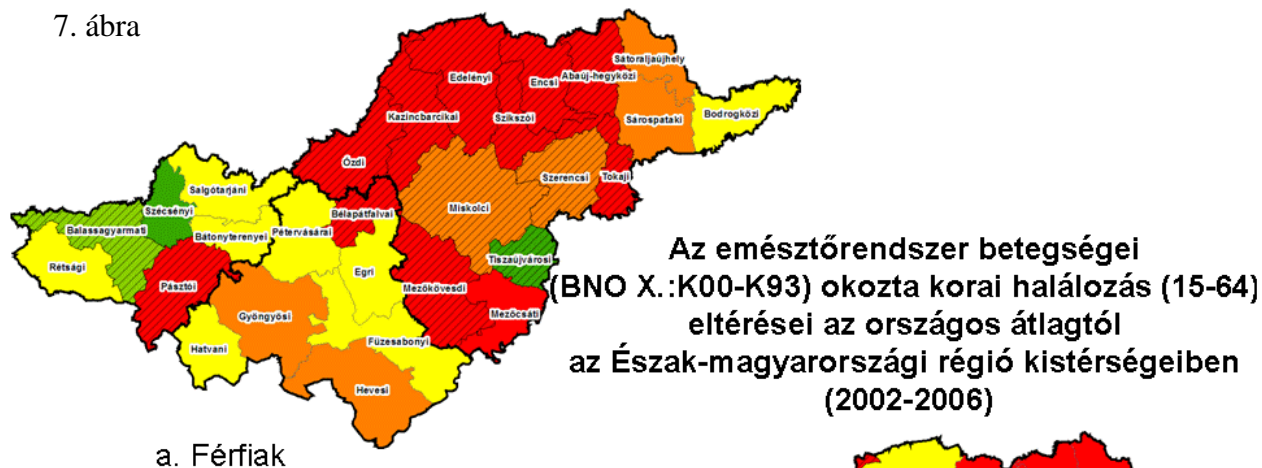 7. ábra
Sátoraljaújhely
Edelényi
Encsi
Abaúj-hegyközi
Kazincbarcikai
Szikszói
Sárospataki
Bodrogközi
Ózdi
Szerencsi
Tokaji
Salgótarjáni
Szécsényi
Bélapátfalvai
Miskolci
Balassagyarmati
Bátonyterenyei
Pétervásárai
Rétsági
Egri
Tiszaújvárosi
Pásztói
Mezőkövesdi
Gyöngyösi
Mezőcsáti
Hatvani
Füzesabonyi
Hevesi
Az emésztőrendszer betegségei
(BNO X.:K00-K93) okozta korai halálozás (15-64)
eltérései az országos átlagtól
az Észak-magyarországi régió kistérségeiben
(2002-2006)
a. Férfiak